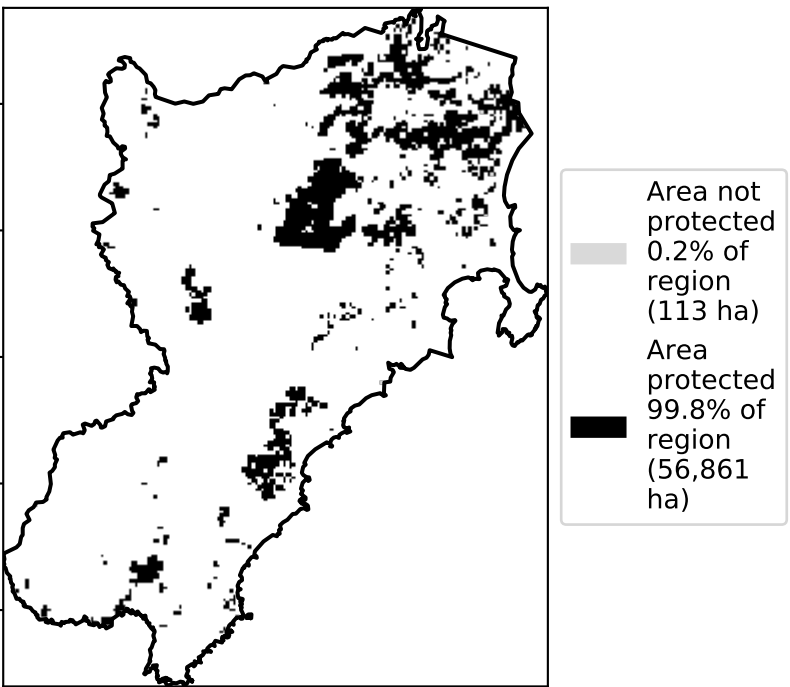 Area not
protected
0.2% of
region
(113 ha)
Area
protected
99.8% of
region
(56,861
ha)